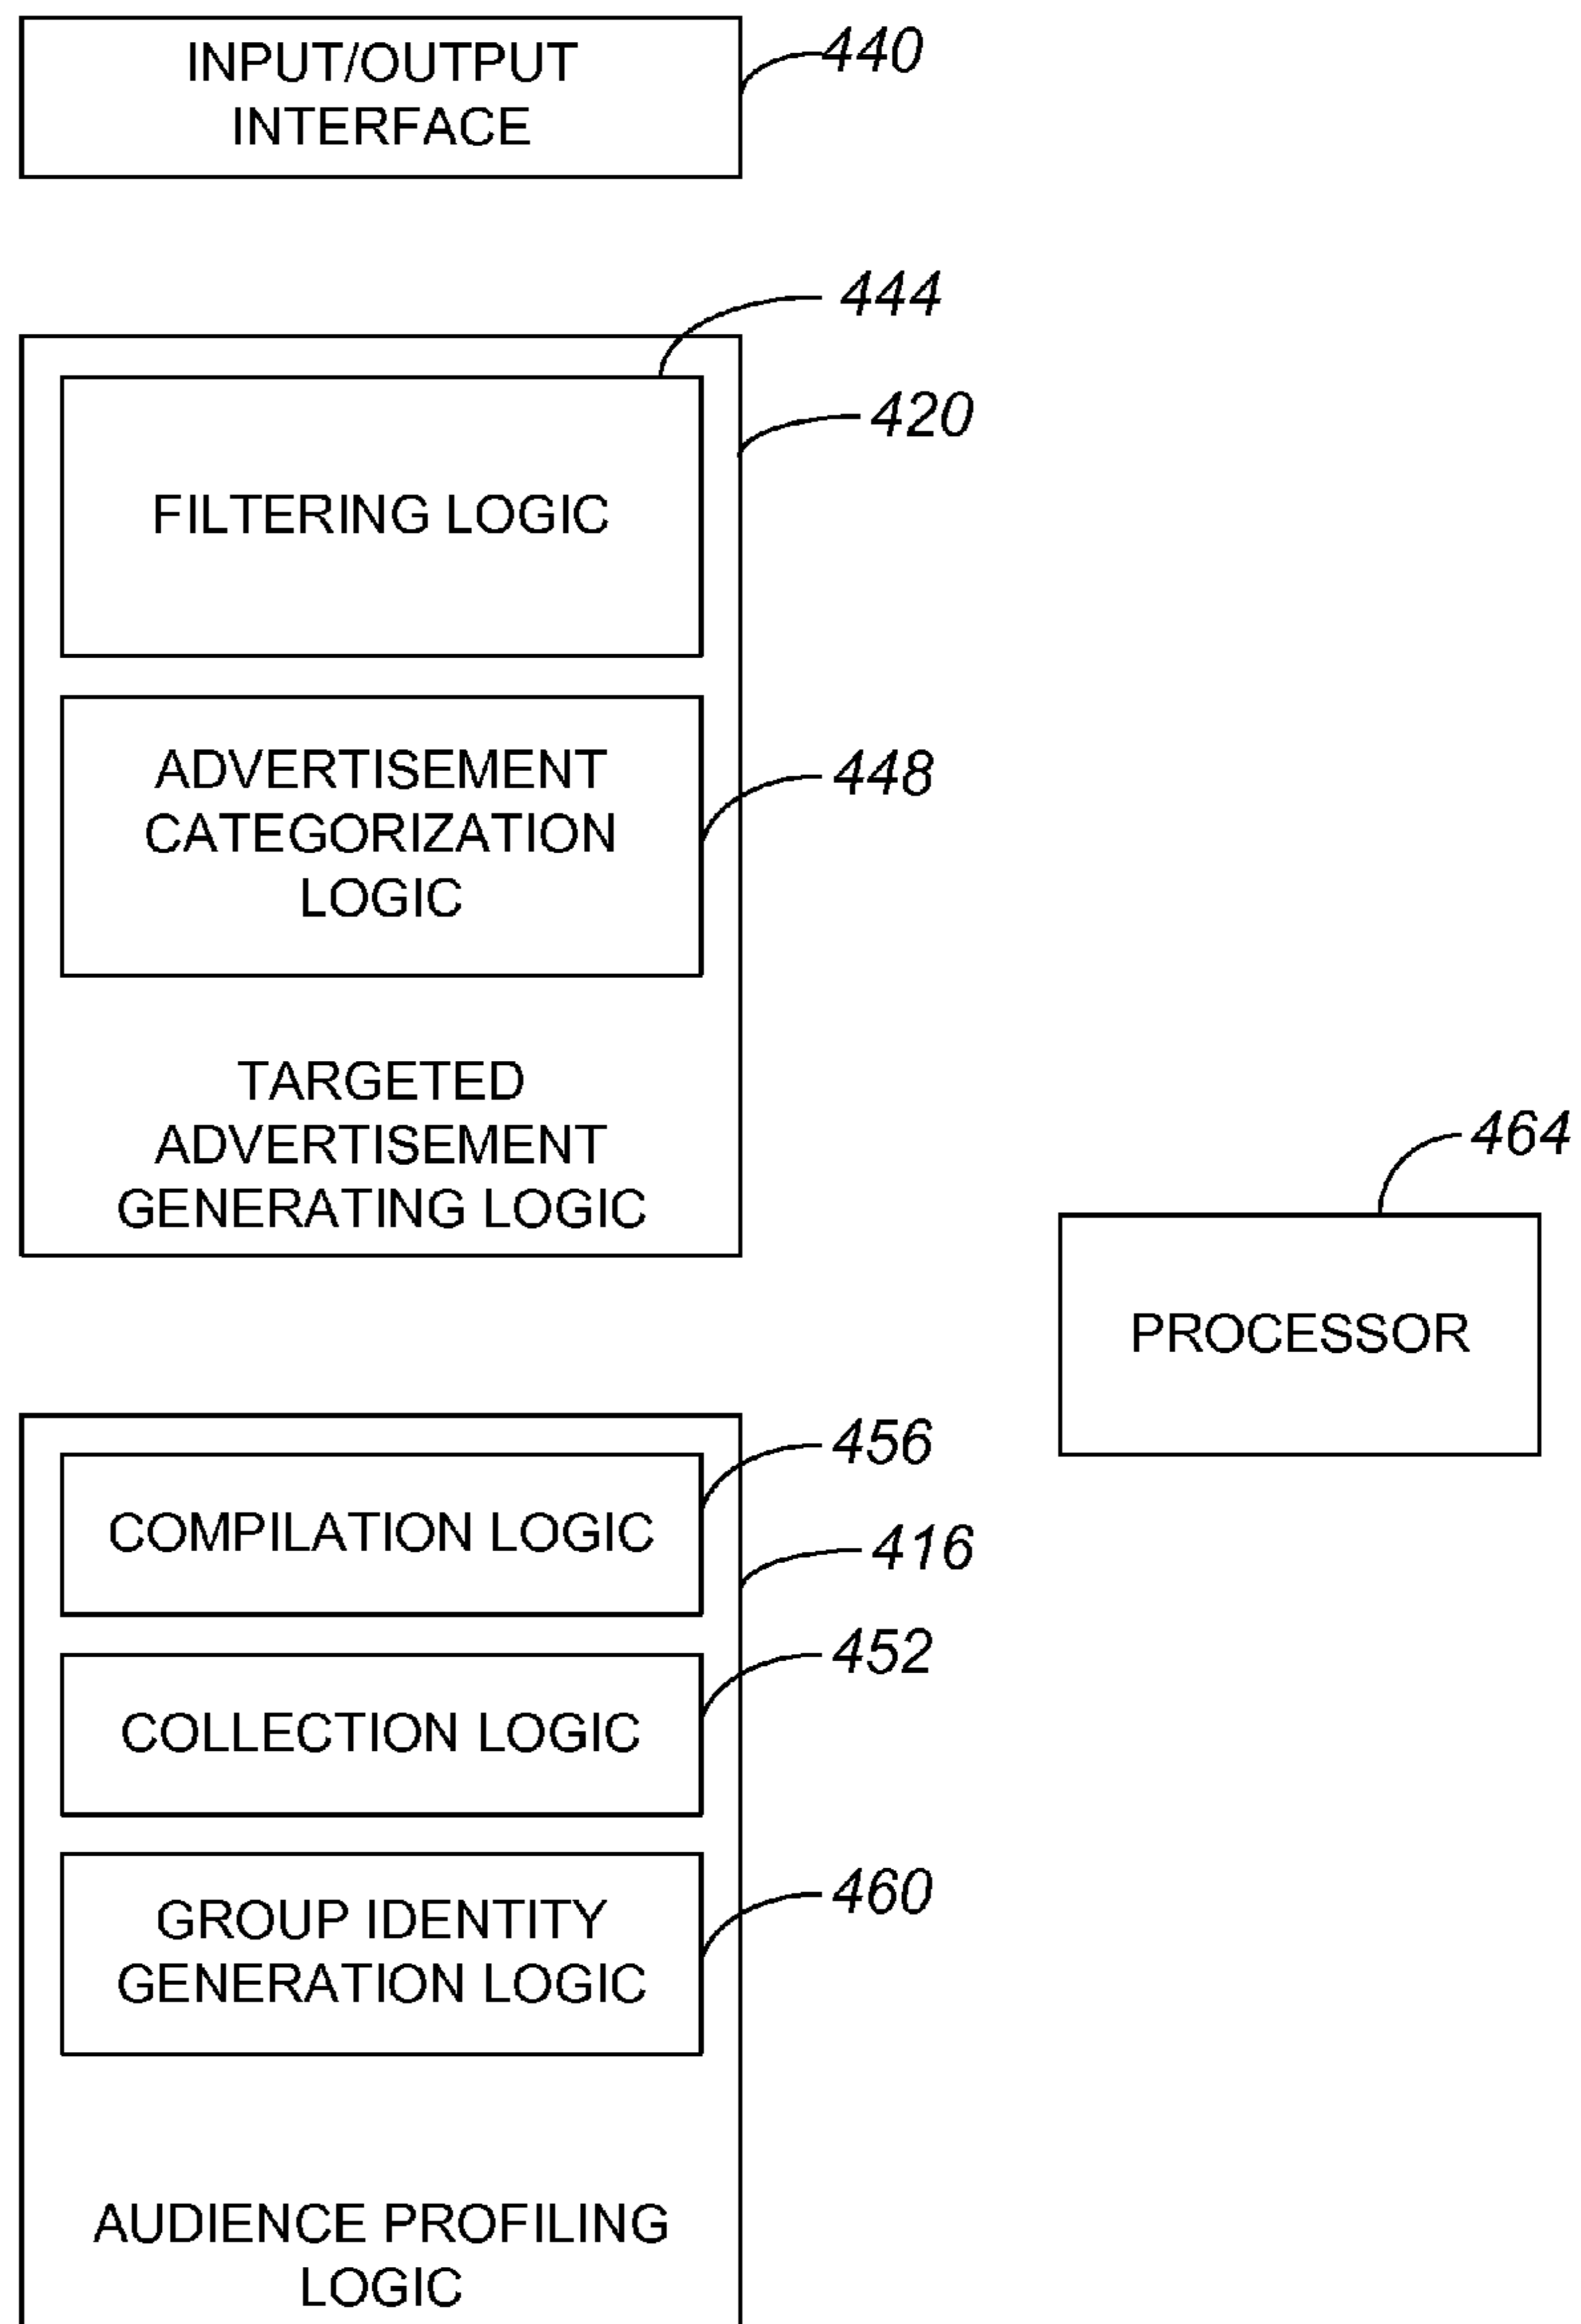 INPUT/OUTPUT
INTERFACE
440
444
420
FILTERING LOGIC
ADVERTISEMENT
CATEGORIZATION
LOGIC
448
TARGETED
ADVERTISEMENT
GENERATING LOGIC
464
PROCESSOR
456
COMPILATION LOGIC
416
452
COLLECTION LOGIC
460
GROUP IDENTITY
GENERATION LOGIC
AUDIENCE PROFILING
LOGIC